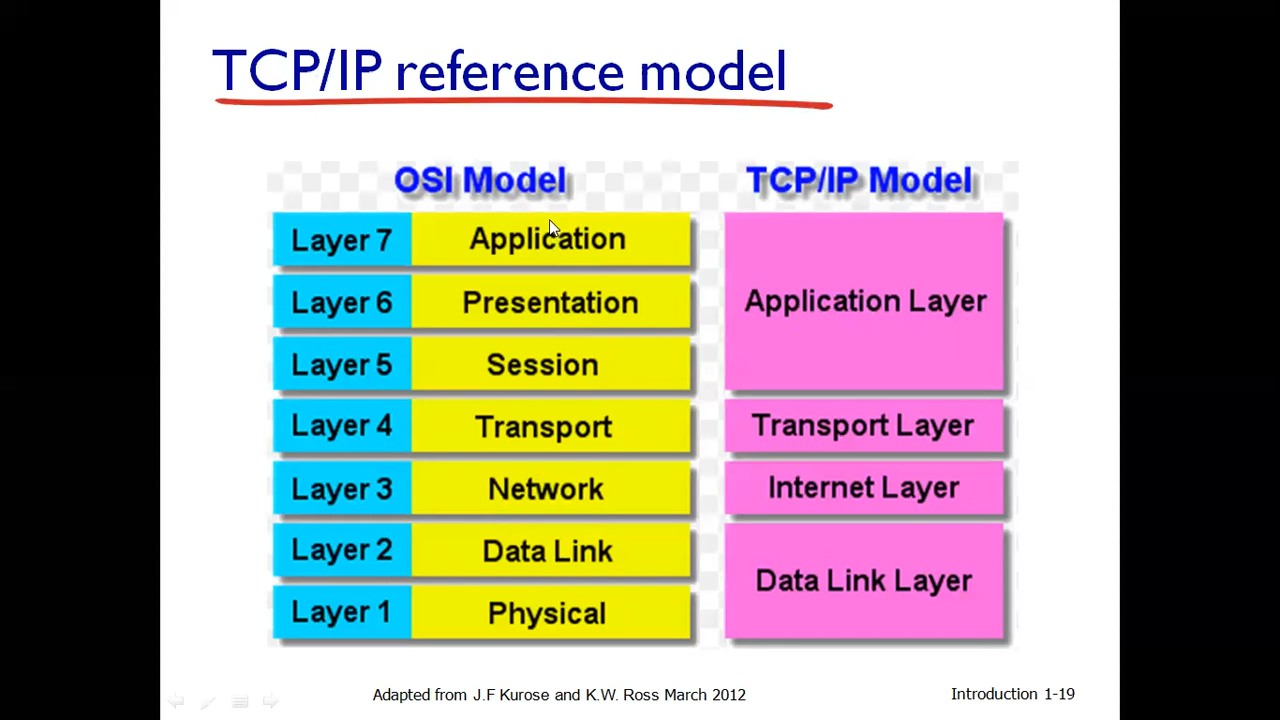 TCP/IP reference model
OSI Model
TCP/IP Model
Layer 7 Application
Layer 6 Presentation
Layer 5 Session
Layer 4 Transport
Layer 3 Network
Layer 2 Data Link
Layer 1 Physical
Application Layer
Transport Layer
Internet Layer
Data Link Layer
Adapted from J.F Kurose and K.W. Ross March 2012
Introduction 1-19